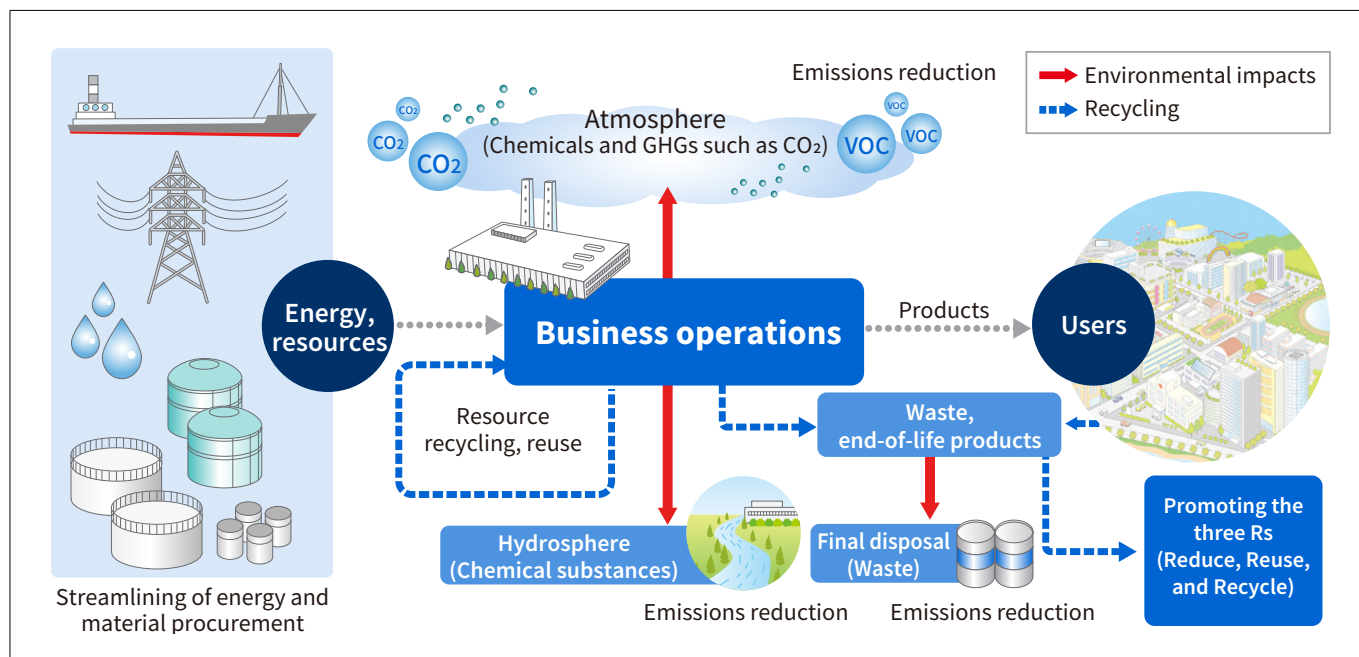 Emissions reduction
Environmental impacts
Recycling
Atmosphere
(Chemicals and GHGs such as CO₂)
CO₂
CO₂
CO₂
VOC
VOC
VOC
Energy,
resources
Business operations
Products
Users
Resource
recycling, reuse
Waste,
end-of-life products
Hydrosphere
(Chemical substances)
Emissions reduction
Final disposal
(Waste)
Emissions reduction
Promoting the
three Rs
(Reduce, Reuse,
and Recycle)
Streamlining of energy and
material procurement